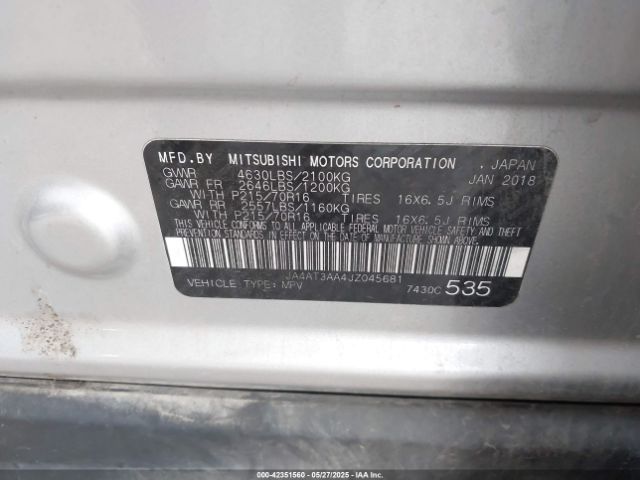 MFD.BY MITSUBISHI MOTORS CORPORATION , JAPAN
GVWR 4630LBS/2100KG JAN 2018
GAWR FR 2646LBS/1200KG
WITH P215/70R16 TIRES 16X6.5J RIMS
GAWR RR 2557LBS/1160KG
WITH P215/70R16 TIRES 16X6.5J RIMS
THIS VEHICLE CONFORMS TO ALL APPLICABLE FEDERAL MOTOR VEHICLE SAFETY AND THEFT
PREVENTION STANDARDS IN EFFECT ON THE DATE OF MANUFACTURE SHOWN ABOVE.
JA4AT3AA4JZ045681
VEHICLE TYPE: MPV 7430C 535
000-42351560 - 05/27/2025 - IAAI.COM